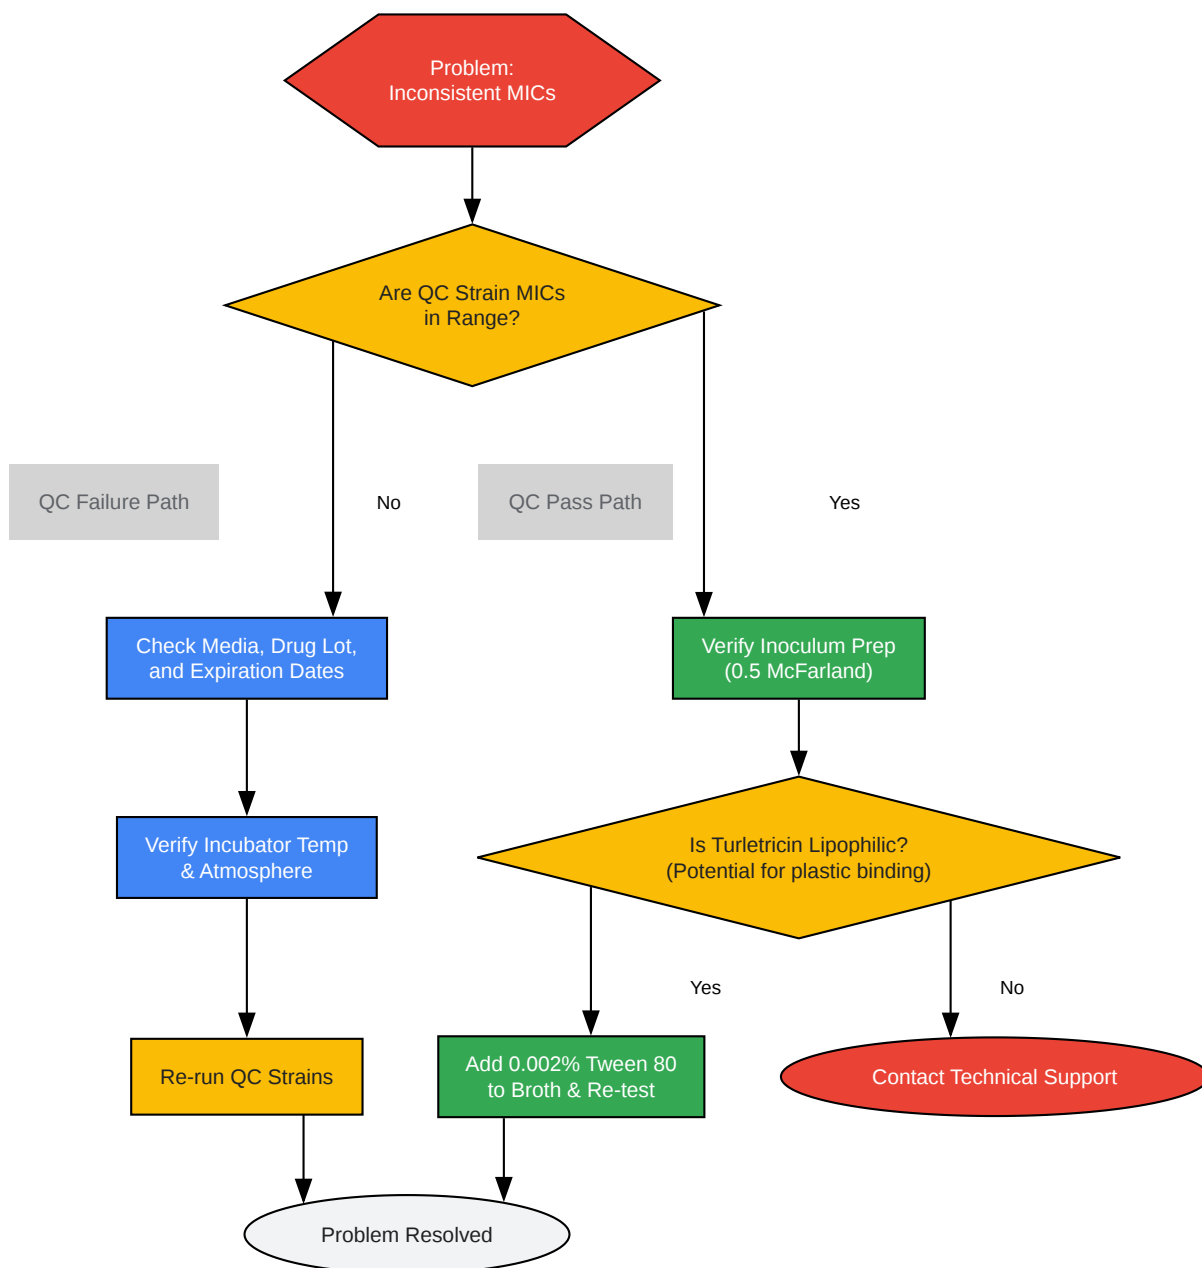 Problem:
Inconsistent MICs
Are QC Strain MICs
in Range?
QC Failure Path
No
QC Pass Path
Yes
Check Media, Drug Lot,
and Expiration Dates
Verify Inoculum Prep
(0.5 McFarland)
Verify Incubator Temp
& Atmosphere
Is Turletricin Lipophilic?
(Potential for plastic binding)
Yes
No
Re-run QC Strains
Add 0.002% Tween 80
to Broth & Re-test
Contact Technical Support
Problem Resolved